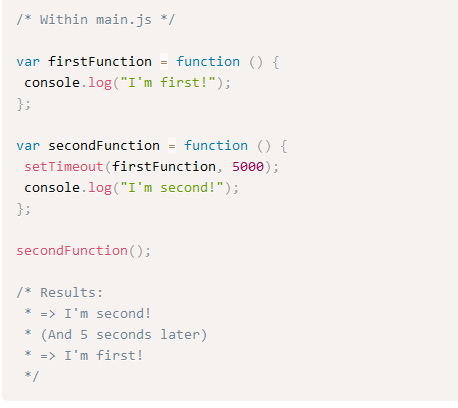 /* Within main.js */
var firstFunction = function () {
 console.log("I'm first!");
};
var secondFunction = function () {
 setTimeout(firstFunction, 5000);
 console.log("I'm second!");
};
secondFunction();
/* Results:
 * => I'm second!
 * (And 5 seconds later)
 * => I'm first!
 */